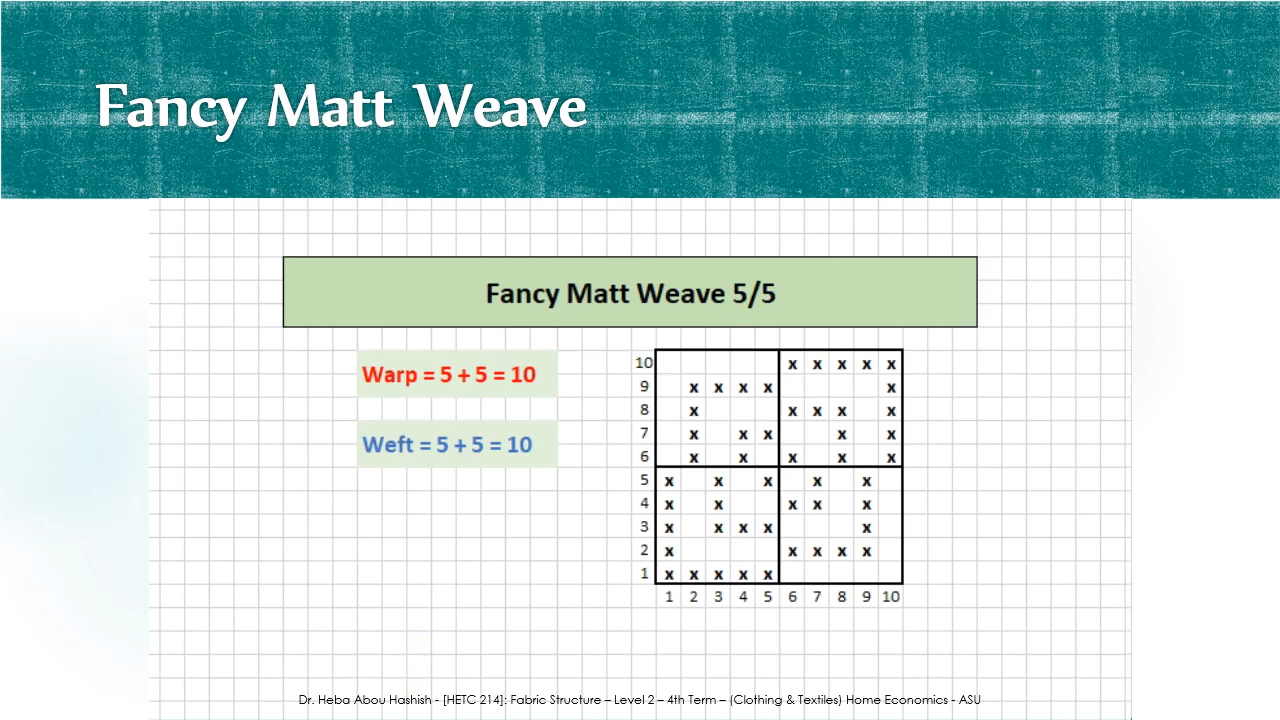 Fancy Matt Weave
Fancy Matt Weave 5/5
Warp = 5 + 5 = 10
Weft = 5 + 5 = 10
10 x x x x x
9 x x x x x
8 x x x x x
7 x x x x x
6 x x x x x
5 x x x x x
4 x x x x x
3 x x x x x
2 x x x x x
1 x x x x x
1 2 3 4 5 6 7 8 9 10
Dr. Heba Abou Hashish - [HETC 214]: Fabric Structure – Level 2 – 4th Term – (Clothing & Textiles) Home Economics - ASU